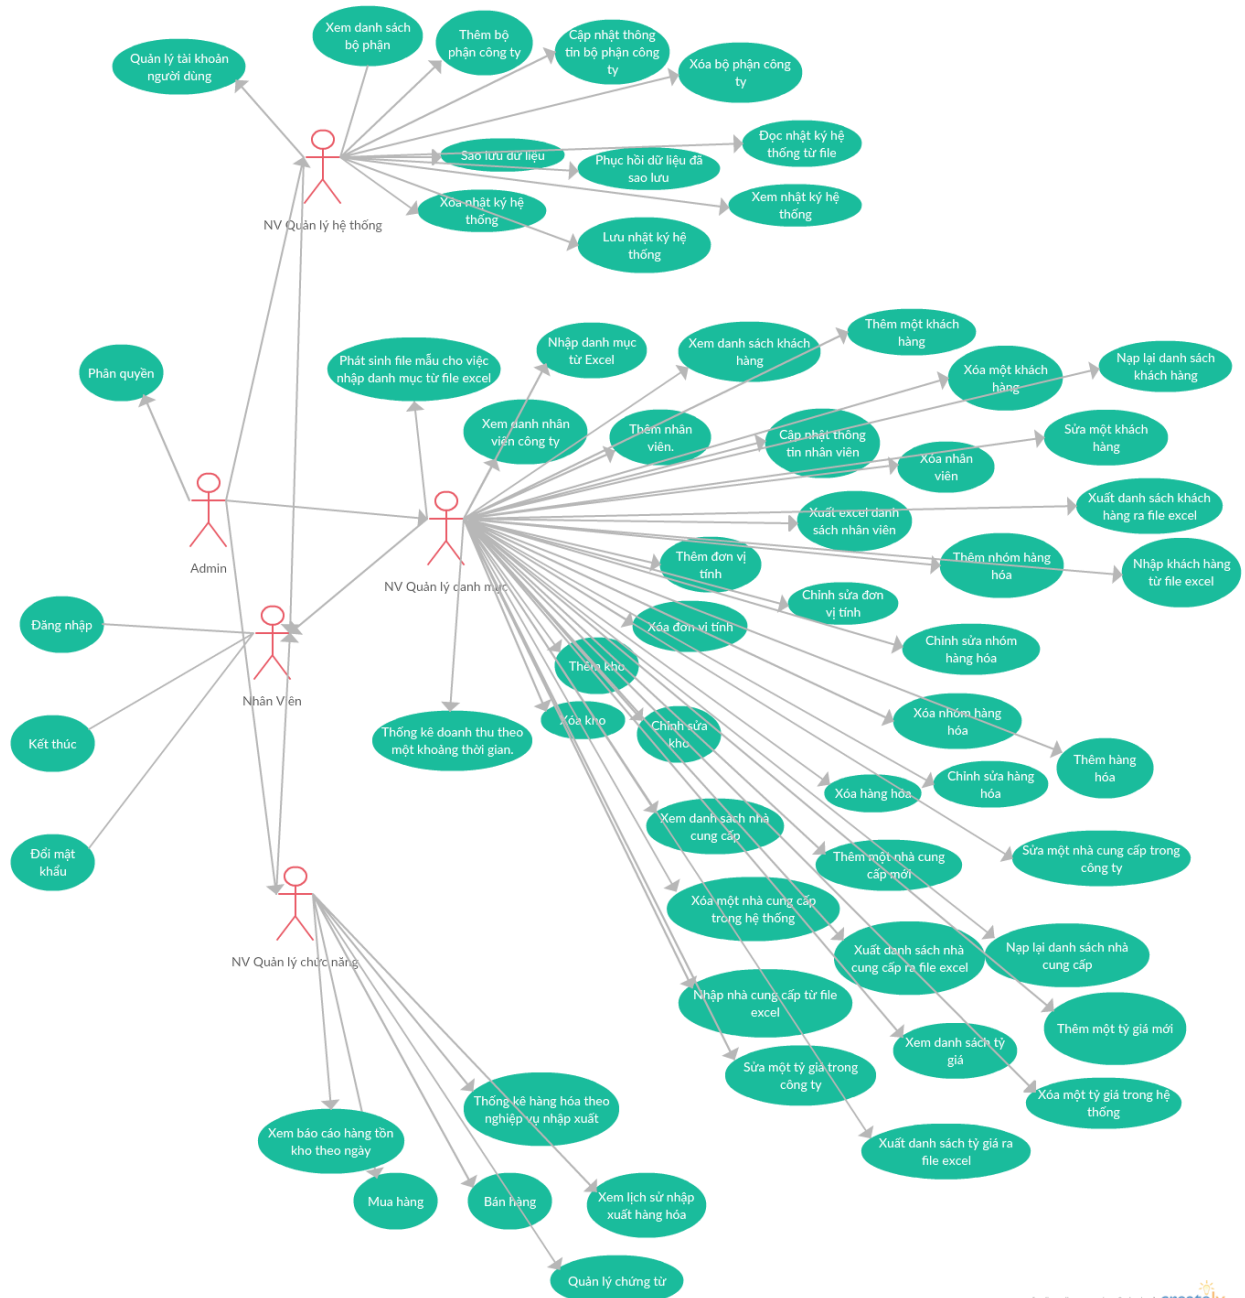 Xem danh sách
bộ phận
Thêm bộ
phận công ty
Cập nhật thông
tin bộ phận công
ty
Xóa bộ phận công
ty
Quản lý tài khoản
người dùng
Đọc nhật ký hệ
thống từ file
Sao lưu dữ liệu
Phục hồi dữ liệu đã
sao lưu
Xem nhật ký hệ
thống
Xóa nhật ký hệ
thống
NV Quản lý hệ thống
Lưu nhật ký hệ
thống
Thêm một khách
hàng
Nhập danh mục
từ Excel
Xem danh sách khách
hàng
Nạp lại danh sách
khách hàng
Phát sinh file mẫu cho việc
nhập danh mục từ file excel
Xóa một khách
hàng
Phân quyền
Xem danh nhân
viên công ty
Thêm nhân
viên.
Cập nhật thông
tin nhân viên
Sửa một khách
hàng
Xóa nhân
viên
Xuất danh sách khách
hàng ra file excel
Xuất excel danh
sách nhân viên
Admin
NV Quản lý danh mục
Thêm đơn vị
tính
Thêm nhóm hàng
hóa
Nhập khách hàng
từ file excel
Chỉnh sửa đơn
vị tính
Đăng nhập
Xóa đơn vị tính
Chỉnh sửa nhóm
hàng hóa
Thêm kho
Nhân Viên
Xóa kho
Chỉnh sửa
kho
Xóa nhóm hàng
hóa
Kết thúc
Thống kê doanh thu theo
một khoảng thời gian.
Thêm hàng
hóa
Xóa hàng hóa
Chỉnh sửa hàng
hóa
Xem danh sách nhà
cung cấp
Đổi mật
khẩu
Thêm một nhà cung
cấp mới
Sửa một nhà cung cấp trong
công ty
Xóa một nhà cung cấp
trong hệ thống
NV Quản lý chức năng
Xuất danh sách nhà
cung cấp ra file excel
Nạp lại danh sách nhà
cung cấp
Nhập nhà cung cấp từ file
excel
Thêm một tỷ giá mới
Xem danh sách tỷ
giá
Sửa một tỷ giá trong
công ty
Xóa một tỷ giá trong hệ
thống
Thống kê hàng hóa theo
nghiệp vụ nhập xuất
Xem báo cáo hàng tồn
kho theo ngày
Xuất danh sách tỷ giá ra
file excel
Mua hàng
Bán hàng
Xem lịch sử nhập
xuất hàng hóa
Quản lý chứng từ